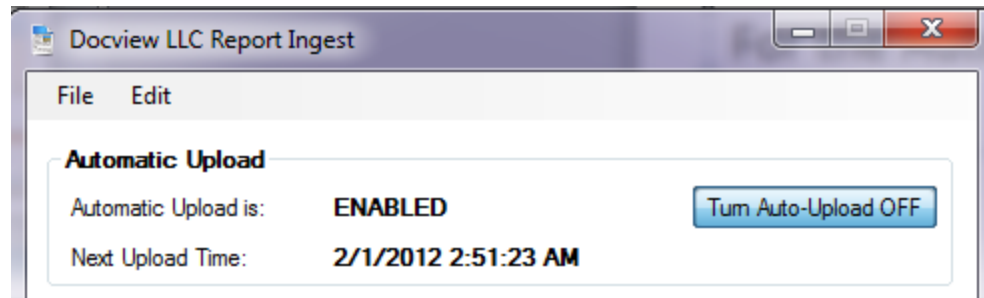 Docview LLC Report Ingest
File Edit
Automatic Upload
Automatic Upload is: ENABLED Turn Auto-Upload OFF
Next Upload Time: 2/1/2012 2:51:23 AM